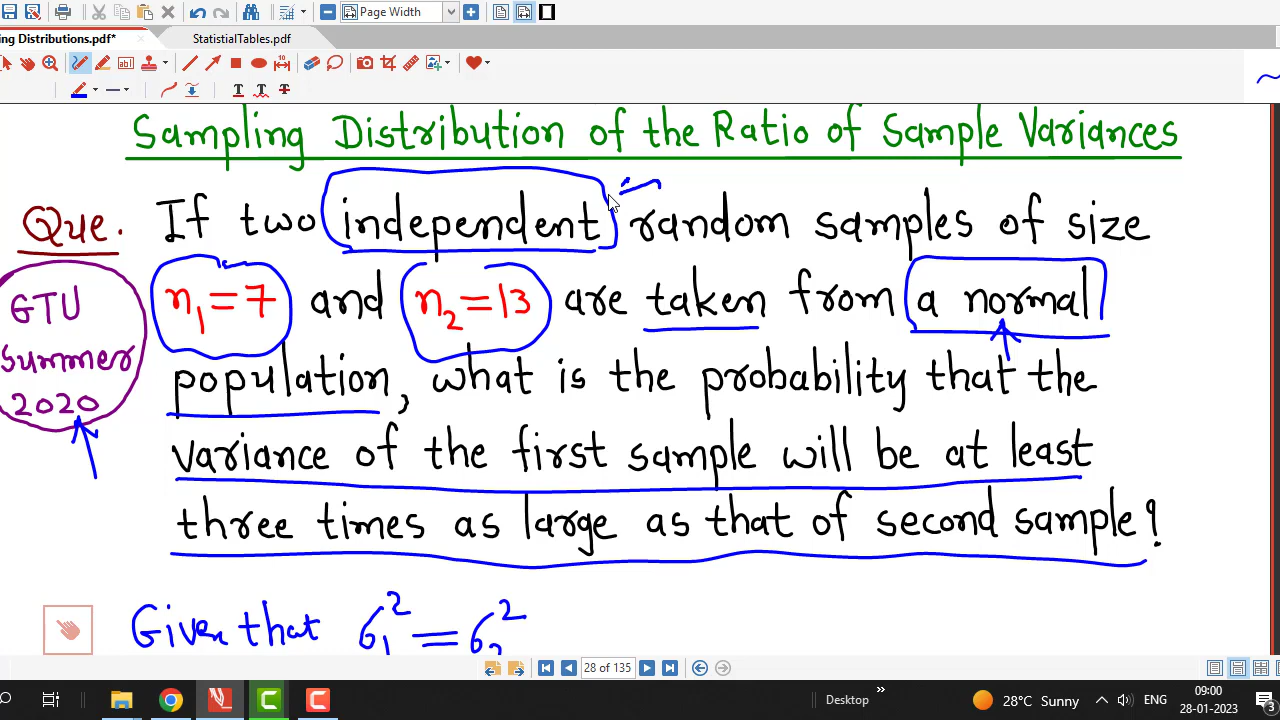 Page Width
ng Distributions.pdf*
StatistialTables.pdf
Sampling Distribution of the Ratio of Sample Variances
Que. If two independent random samples of size
GTU Summer 2020
n₁=7 and n₂=13 are taken from a normal
population, what is the probability that the
variance of the first sample will be at least
three times as large as that of second sample?
Given that σ₁² = σ₂²
28 of 135
Desktop
28°C Sunny
ENG
09:00
28-01-2023
3